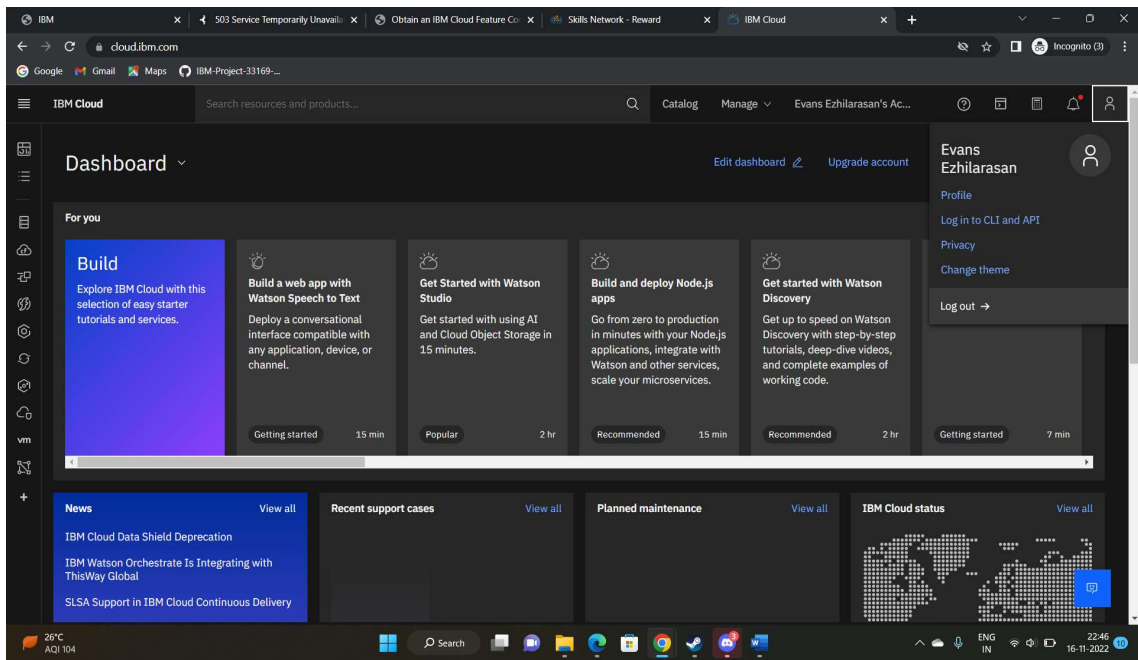 IBM
503 Service Temporarily Unavaila
Obtain an IBM Cloud Feature Co
Skills Network - Reward
IBM Cloud
cloud.ibm.com
Incognito (3)
Google
Gmail
Maps
IBM-Project-33169-...
IBM Cloud
Search resources and products...
Catalog
Manage
Evans Ezhilarasan's Ac...
Dashboard
Edit dashboard
Upgrade account
Evans
Ezhilarasan
Profile
Log in to CLI and API
Privacy
Change theme
Log out →
For you
Build
Explore IBM Cloud with this
selection of easy starter
tutorials and services.
Build a web app with
Watson Speech to Text
Deploy a conversational
interface compatible with
any application, device, or
channel.
Getting started 15 min
Get Started with Watson
Studio
Get started with using AI
and Cloud Object Storage in
15 minutes.
Popular 2 hr
Build and deploy Node.js
apps
Go from zero to production
in minutes with your Node.js
applications, integrate with
Watson and other services,
scale your microservices.
Recommended 15 min
Get started with Watson
Discovery
Get up to speed on Watson
Discovery with step-by-step
tutorials, deep-dive videos,
and complete examples of
working code.
Recommended 2 hr
Getting started 7 min
vm
News View all
IBM Cloud Data Shield Deprecation
IBM Watson Orchestrate Is Integrating with
ThisWay Global
SLSA Support in IBM Cloud Continuous Delivery
Recent support cases View all
Planned maintenance View all
IBM Cloud status View all
26°C
AQI 104
Search
3
ENG
IN
22:46
16-11-2022
10